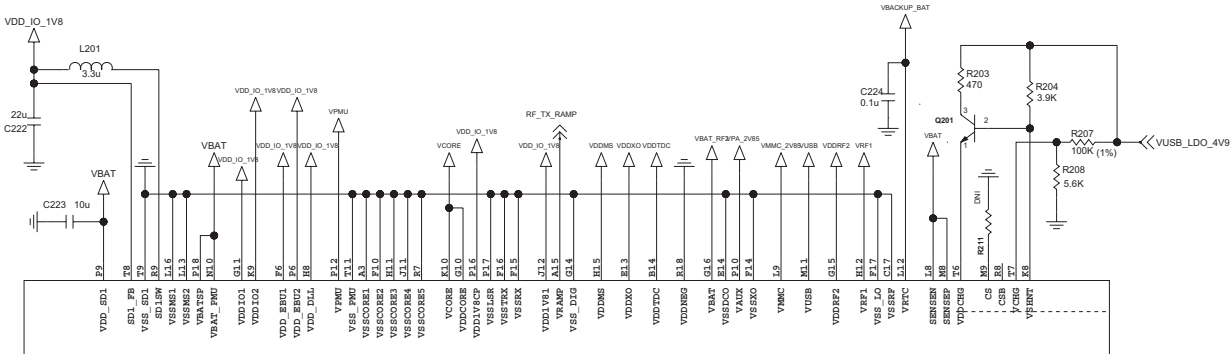 VDD_IO_1V8
L201
3.3u
22u
C222
VBAT
C223 10u
VBAT
VDD_IO_1V8
VDD_IO_1V8
VDD_IO_1V8
VDD_IO_1V8
VDD_IO_1V8
VPMU
VCORE
VDD_IO_1V8
RF_TX_RAMP
VDD_IO_1V8
VDDMS
VDDXO
VDDTDC
VBAT_RF2
VPA_2V85
VMMC_2V85
VUSB
VDDRF2
VRF1
VBACKUP_BAT
C224
0.1u
VBAT
R203
470
R204
3.9K
Q201
3
2
1
R207
100K
(1%)
R208
5.6K
VUSB_LDO_4V9
DNI
R211
P9
T8
T9
R9
L16
L13
P18
N10
G11
K9
F6
P6
H8
P12
T11
A3
F10
H11
J11
R7
K10
G10
P16
P17
F16
F15
J12
A15
G14
H15
E13
B14
R18
G16
E14
P10
F14
L9
M11
G15
H12
F17
C17
L12
L8
M8
T6
M9
R8
T7
K8
VDD_SD1
SD1_FB
VSS_SD1
SD1SW
VSSMS1
VSSMS2
VBATSP
VBAT_PMU
VDDIO1
VDDIO2
VDD_EBU1
VDD_EBU2
VDD_DLL
VPMU
VSS_PMU
VSSCORE1
VSSCORE2
VSSCORE3
VSSCORE4
VSSCORE5
VCORE
VDDCORE
VDD1V8CP
VSSLSR
VSSTRX
VSSRX
VDD1V81
VRAMP
VSS_DIG
VDDMS
VDDXO
VDDTDC
VDDNEG
VBAT
VSSDCO
VAUX
VSSXO
VMMC
VUSB
VDDRF2
VRF1
VSS_LO
VSSRF
VRTC
SENSEN
SENSEP
VDDCHG
CS
CSB
VCHG
VSHNT